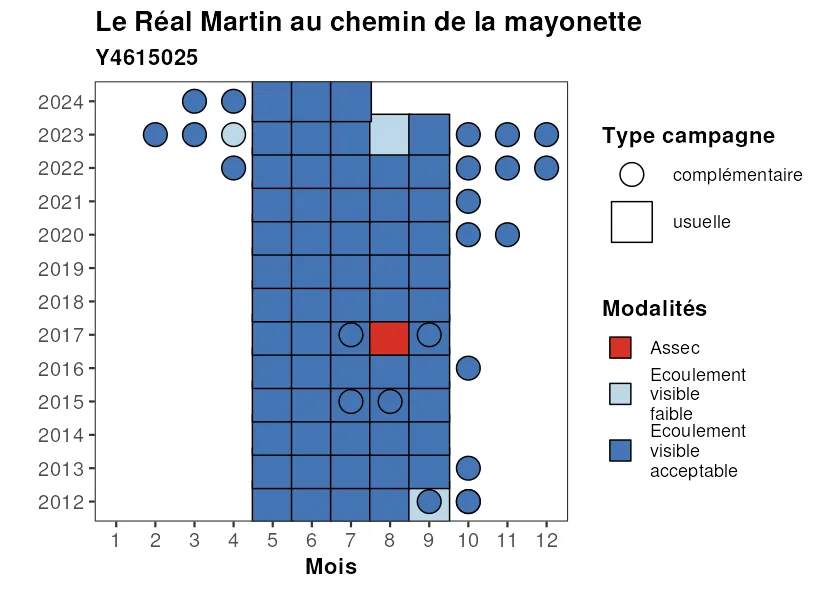 Le Réal Martin au chemin de la mayonette
Y4615025
2024
2023
2022
2021
2020
2019
2018
2017
2016
2015
2014
2013
2012
1 2 3 4 5 6 7 8 9 10 11 12
Mois
Type campagne
complémentaire
usuelle
Modalités
Assec
Ecoulement
visible
faible
Ecoulement
visible
acceptable